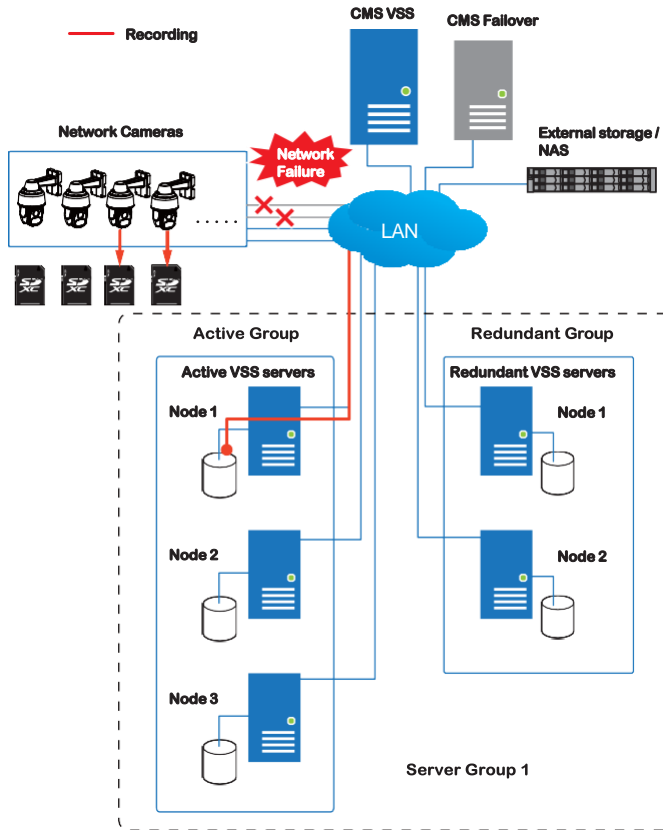 CMS VSS
CMS Failover
Recording
Network Cameras
Network
Failure
External storage /
NAS
.....
LAN
SD
XC
SD
XC
SD
XC
SD
XC
Active Group
Redundant Group
Active VSS servers
Redundant VSS servers
Node 1
Node 1
Node 2
Node 2
Node 3
Server Group 1